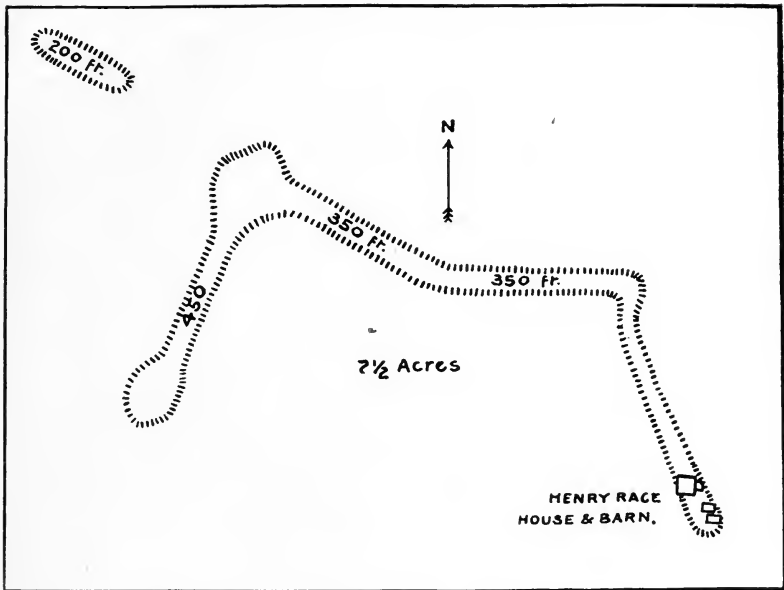 200 Ft.
N
350 Ft.
350 Ft.
450
7½ Acres
HENRY RACE
HOUSE & BARN.